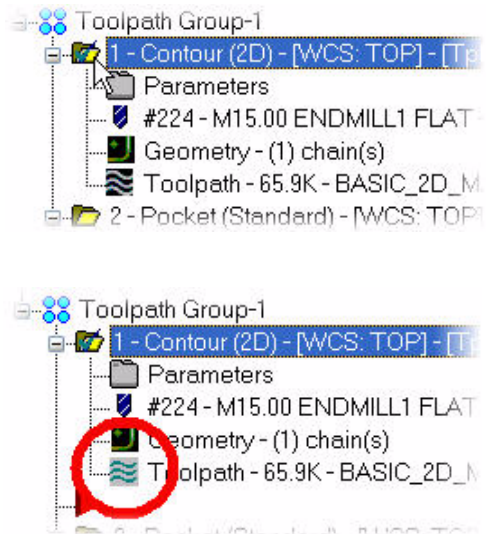 Toolpath Group-1
1 - Contour (2D) - [WCS: TOP] - [Tpl
Parameters
#224 - M15.00 ENDMILL1 FLAT -
Geometry - (1) chain(s)
Toolpath - 65.9K - BASIC_2D_M
2 - Pocket (Standard) - [WCS: TOP
Toolpath Group-1
1 - Contour (2D) - [WCS: TOP] - [T
Parameters
#224 - M15.00 ENDMILL1 FLAT
Geometry - (1) chain(s)
Toolpath - 65.9K - BASIC_2D_